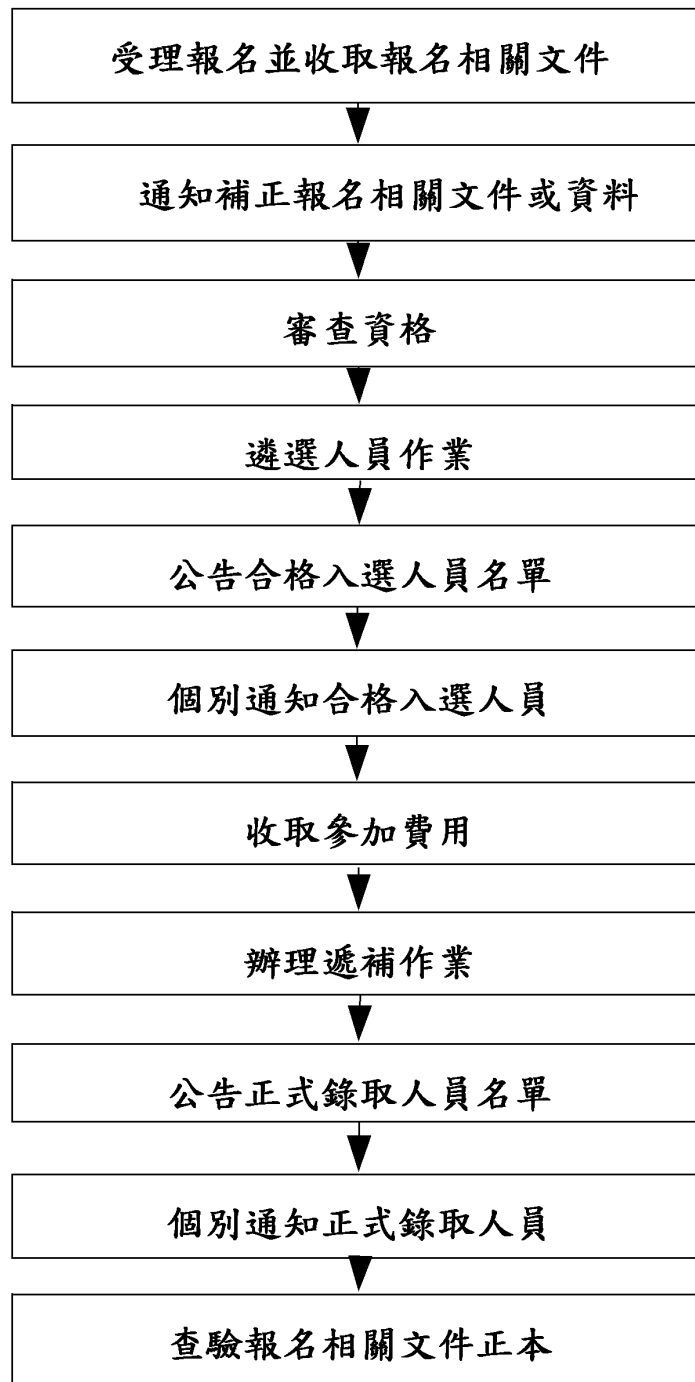 受理報名並收取報名相關文件
通知補正報名相關文件或資料
審查資格
遴選人員作業
公告合格入選人員名單
個別通知合格入選人員
收取參加費用
辦理遞補作業
公告正式錄取人員名單
個別通知正式錄取人員
查驗報名相關文件正本